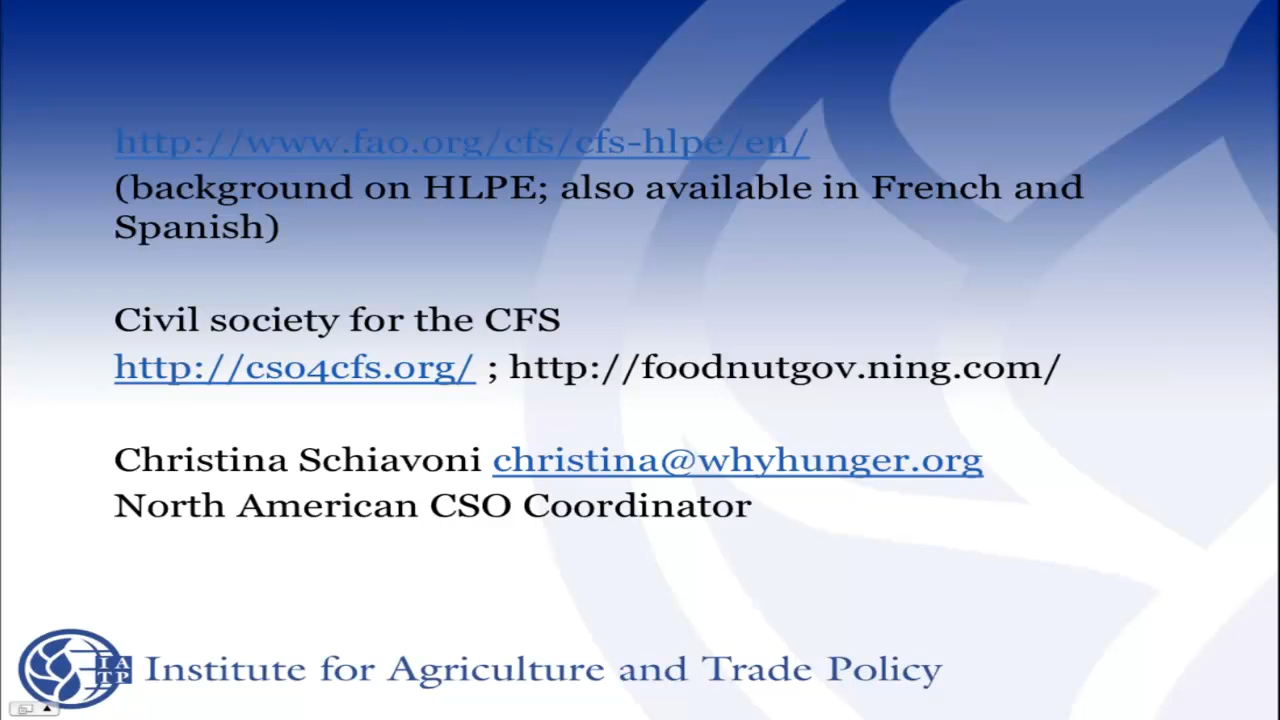 http://www.fao.org/cfs/cfs-hlpe/en/
(background on HLPE; also available in French and
Spanish)
Civil society for the CFS
http://cso4cfs.org/ ; http://foodnutgov.ning.com/
Christina Schiavoni christina@whyhunger.org
North American CSO Coordinator
IA
TP
Institute for Agriculture and Trade Policy